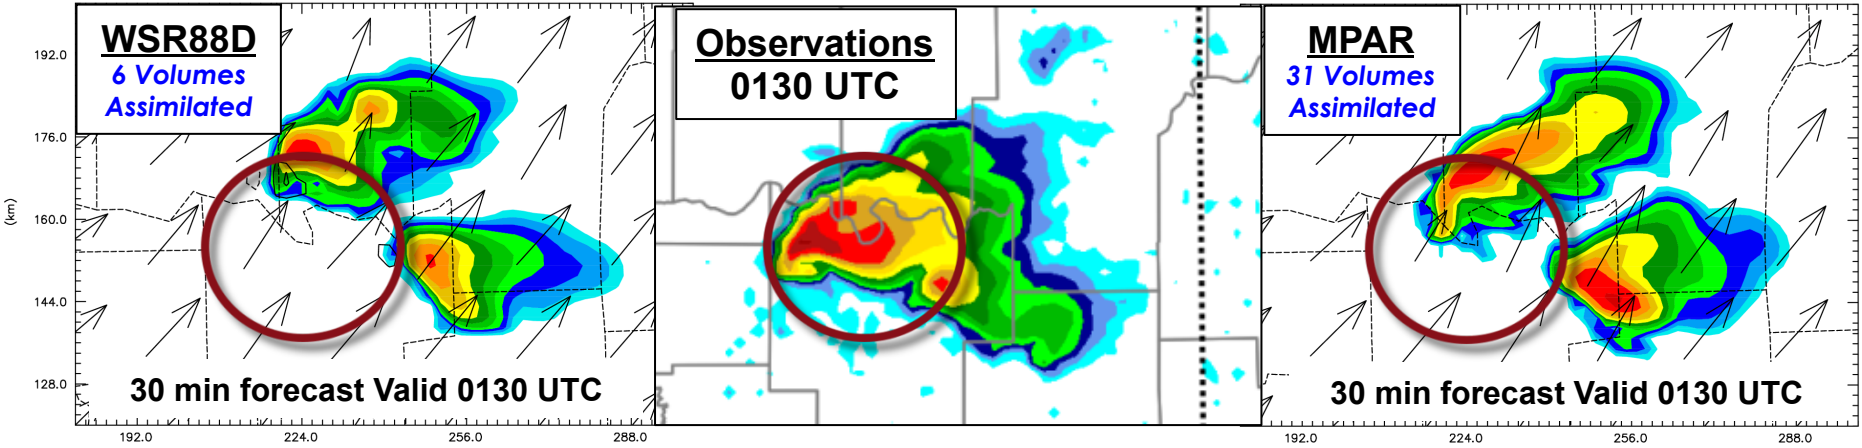 WSR88D
6 Volumes
Assimilated
Observations
0130 UTC
MPAR
31 Volumes
Assimilated
192.0
176.0
160.0
144.0
128.0
(km)
30 min forecast Valid 0130 UTC
30 min forecast Valid 0130 UTC
192.0 224.0 256.0 288.0
192.0 224.0 256.0 288.0